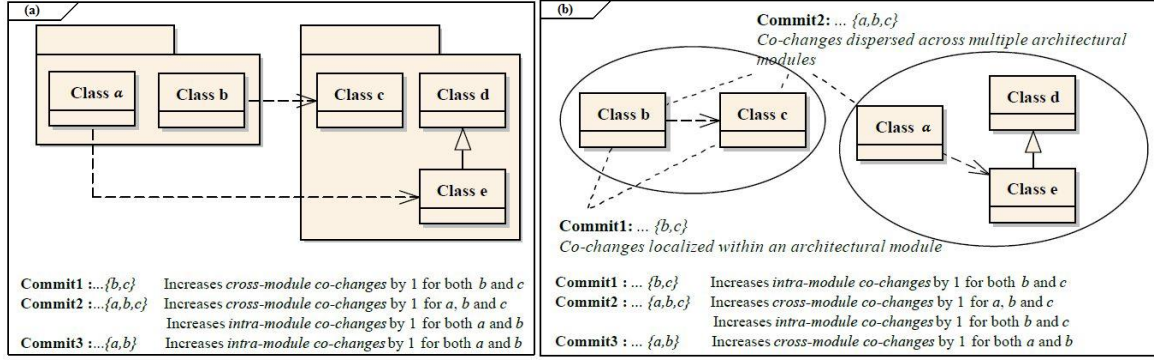 (a)
Class a
Class b
Class c
Class d
Class e
Commit1 :...{b,c} Increases cross-module co-changes by 1 for both b and c
Commit2 :...{a,b,c} Increases cross-module co-changes by 1 for a, b and c
Increases intra-module co-changes by 1 for both a and b
Commit3 :...{a,b} Increases intra-module co-changes by 1 for both a and b
(b)
Commit2: ... {a,b,c}
Co-changes dispersed across multiple architectural
modules
Class b
Class c
Class a
Class d
Class e
Commit1: ... {b,c}
Co-changes localized within an architectural module
Commit1 : ... {b,c} Increases intra-module co-changes by 1 for both b and c
Commit2 : ... {a,b,c} Increases cross-module co-changes by 1 for a, b and c
Increases intra-module co-changes by 1 for both b and c
Commit3 : ... {a,b} Increases cross-module co-changes by 1 for both a and b